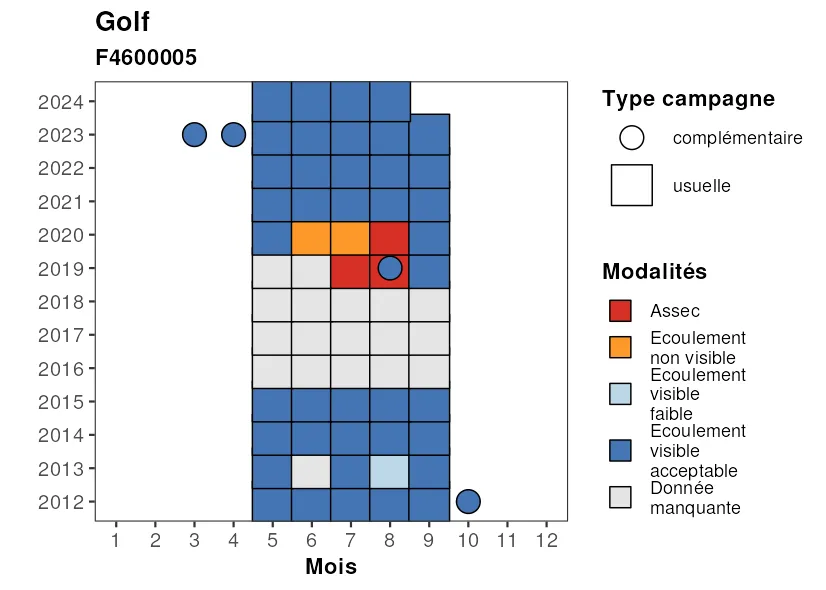 Golf
F4600005
2024
2023
2022
2021
2020
2019
2018
2017
2016
2015
2014
2013
2012
1 2 3 4 5 6 7 8 9 10 11 12
Mois
Type campagne
complémentaire
usuelle
Modalités
Assec
Ecoulement
non visible
Ecoulement
visible
faible
Ecoulement
visible
acceptable
Donnée
manquante